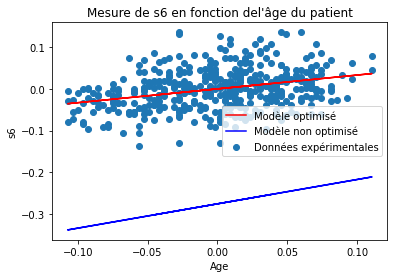 Mesure de s6 en fonction del'âge du patient
0.1
0.0
−0.1
−0.2
−0.3
s6
Modèle optimisé
Modèle non optimisé
Données expérimentales
−0.10
−0.05
0.00
0.05
0.10
Age